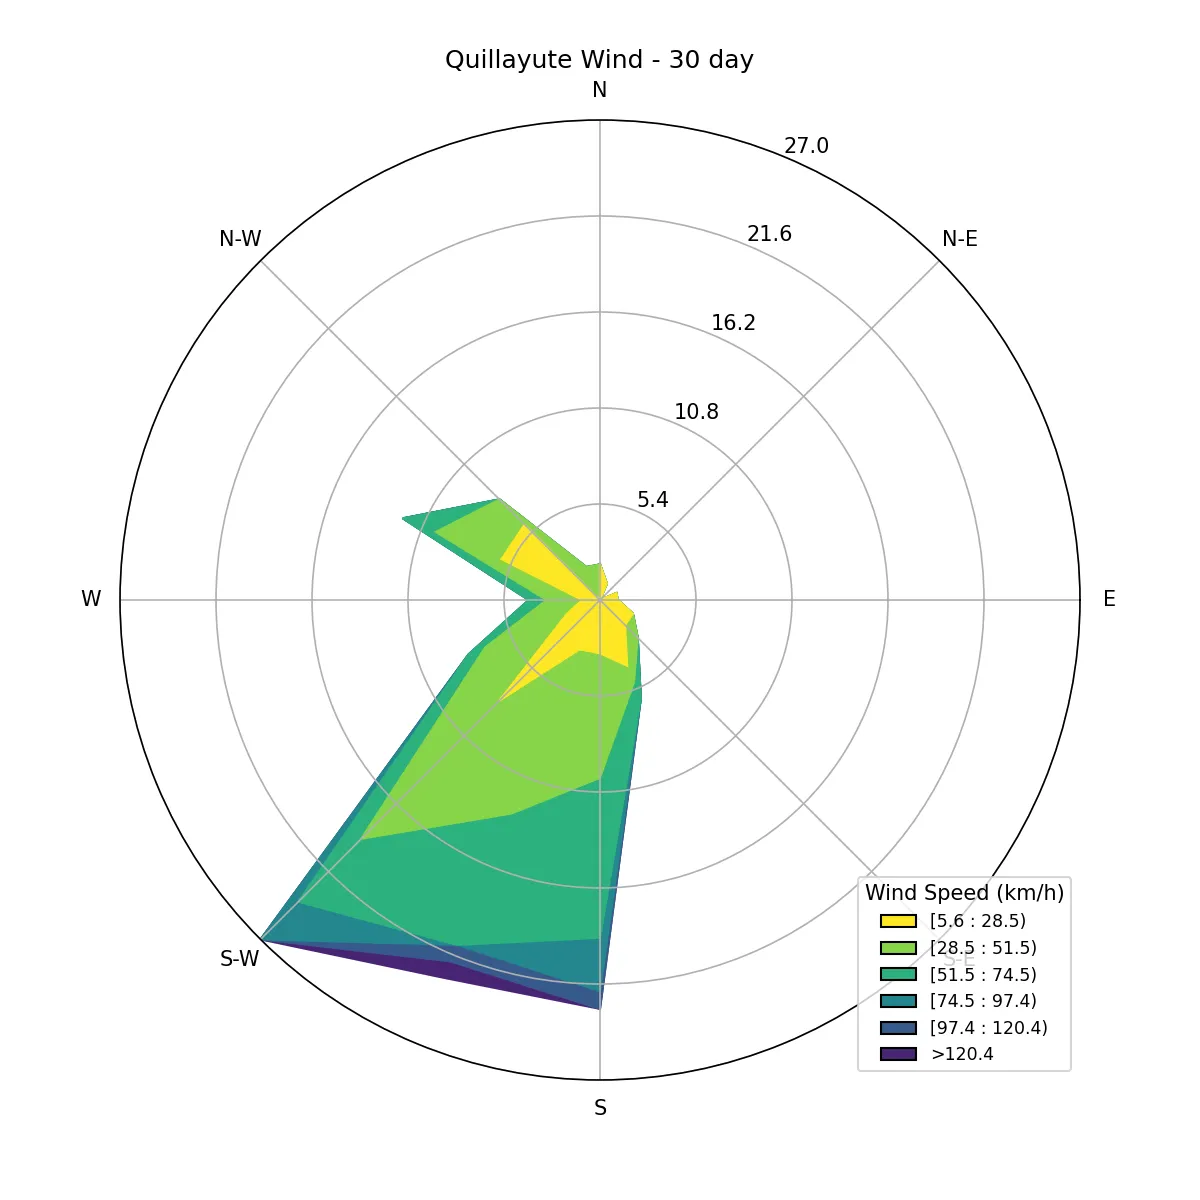 Quillayute Wind - 30 day
N
27.0
N-W
21.6
N-E
16.2
10.8
5.4
W
E
S-W
S-E
S
Wind Speed (km/h)
[5.6 : 28.5)
[28.5 : 51.5)
[51.5 : 74.5)
[74.5 : 97.4)
[97.4 : 120.4)
>120.4